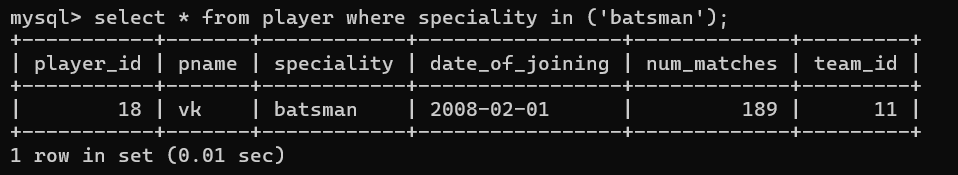 mysql> select * from player where speciality in ('batsman');
+-----------+-------+------------+-----------------+-------------+---------+
| player_id | pname | speciality | date_of_joining | num_matches | team_id |
+-----------+-------+------------+-----------------+-------------+---------+
|        18 | vk    | batsman    | 2008-02-01      |         189 |      11 |
+-----------+-------+------------+-----------------+-------------+---------+
1 row in set (0.01 sec)